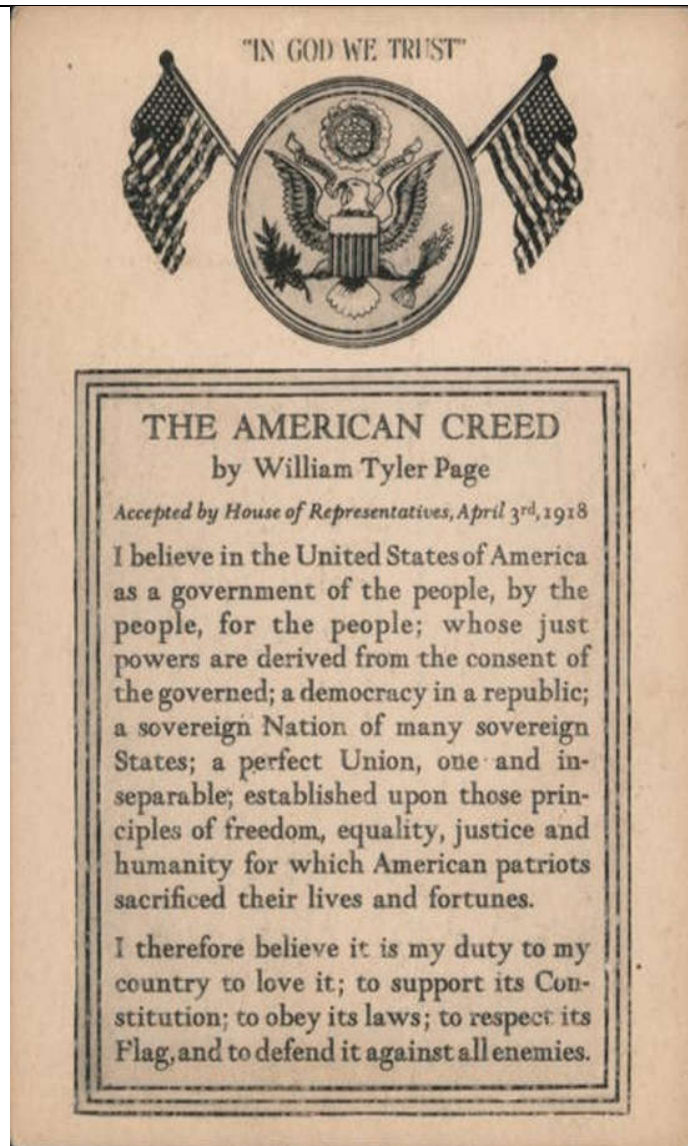 "IN GOD WE TRUST"
THE AMERICAN CREED
by William Tyler Page
Accepted by House of Representatives, April 3rd, 1918
I believe in the United States of America
as a government of the people, by the
people, for the people; whose just
powers are derived from the consent of
the governed; a democracy in a republic;
a sovereign Nation of many sovereign
States; a perfect Union, one and in-
separable; established upon those prin-
ciples of freedom, equality, justice and
humanity for which American patriots
sacrificed their lives and fortunes.
I therefore believe it is my duty to my
country to love it; to support its Con-
stitution; to obey its laws; to respect its
Flag, and to defend it against all enemies.